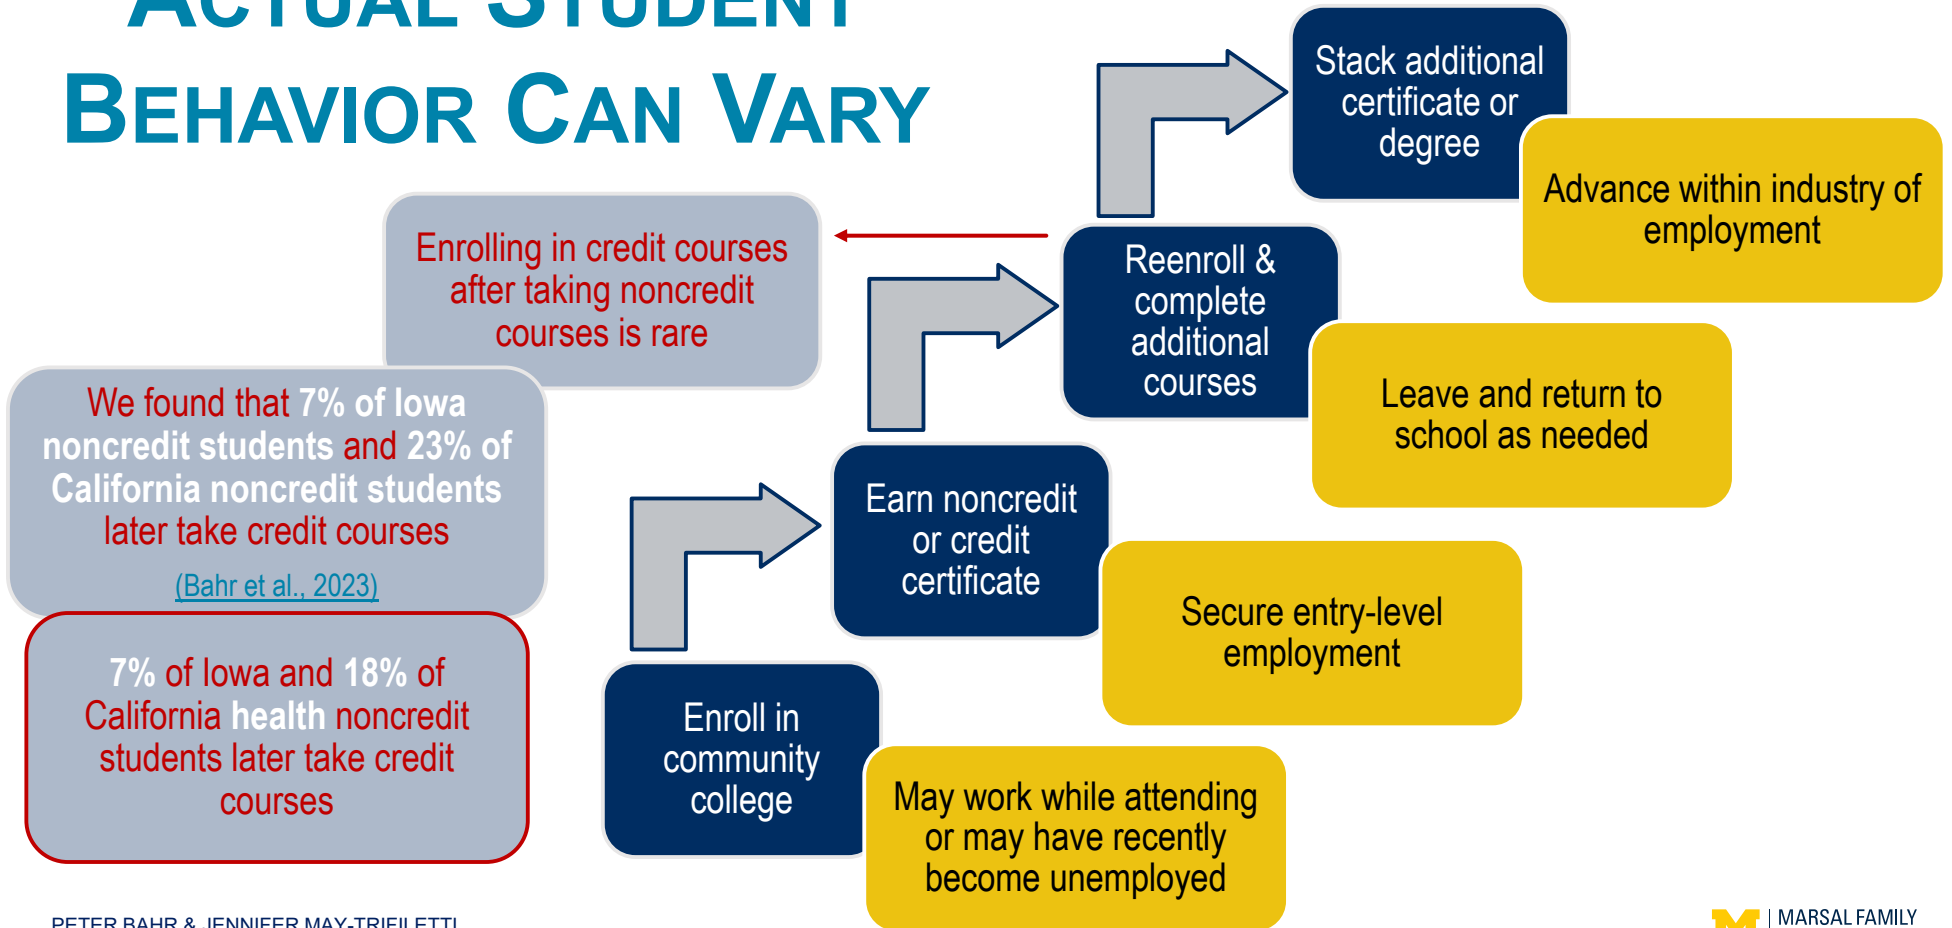 ACTUAL STUDENT
BEHAVIOR CAN VARY
Stack additional
certificate or
degree
Advance within industry of
employment
Enrolling in credit courses
after taking noncredit
courses is rare
Reenroll &
complete
additional
courses
Leave and return to
school as needed
We found that 7% of Iowa
noncredit students and 23% of
California noncredit students
later take credit courses
(Bahr et al., 2023)
Earn noncredit
or credit
certificate
Secure entry-level
employment
7% of Iowa and 18% of
California health noncredit
students later take credit
courses
Enroll in
community
college
May work while attending
or may have recently
become unemployed
PETER BAHR & JENNIFER MAY-TRIFILETTI
M | MARSAL FAMILY